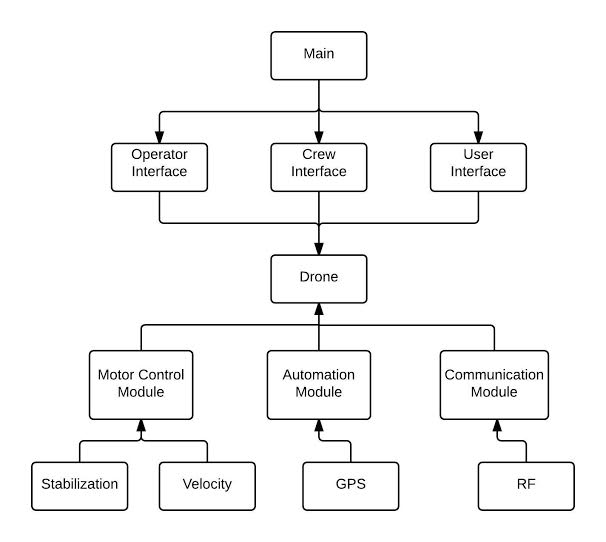 Main
Operator
Interface
Crew
Interface
User
Interface
Drone
Motor Control
Module
Automation
Module
Communication
Module
Stabilization
Velocity
GPS
RF